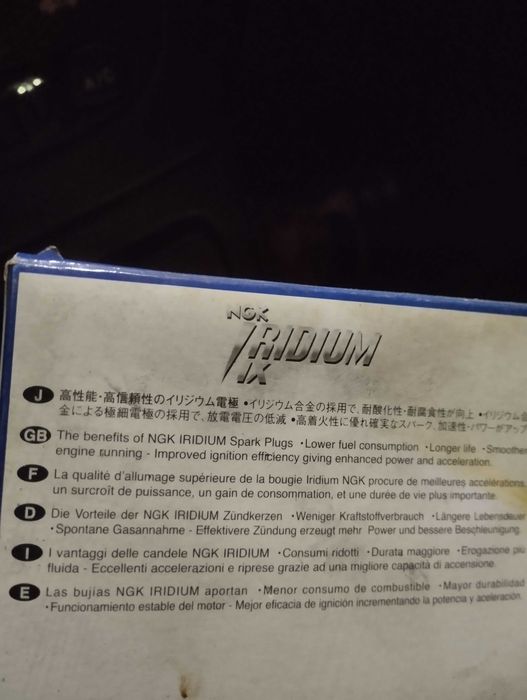 NGK
IRIDIUM
IX
J 高性能・高信頼性のイリジウム電極 •イリジウム合金の採用で、耐酸化性・耐腐食性が向上 •イリジウム合
金による極細電極の採用で、放電電圧の低減 •高着火性に優れ確実なスパーク、加速性・パワーがアップ
GB The benefits of NGK IRIDIUM Spark Plugs •Lower fuel consumption •Longer life •Smoother
engine running - Improved ignition efficiency giving enhanced power and acceleration.
F La qualité d'allumage supérieure de la bougie Iridium NGK procure de meilleures accélérations,
un surcroît de puissance, un gain de consommation, et une durée de vie plus importante.
D Die Vorteile der NGK IRIDIUM Zündkerzen •Weniger Kraftstoffverbrauch •Längere Lebensdauer
•Spontane Gasannahme - Effektivere Zündung erzeugt mehr Power und bessere Beschleunigung.
I I vantaggi delle candele NGK IRIDIUM •Consumi ridotti •Durata maggiore •Erogazione più
fluida - Eccellenti accelerazioni e riprese grazie ad una migliore capacità di accensione.
E Las bujías NGK IRIDIUM aportan •Menor consumo de combustible •Mayor durabilidad
•Funcionamiento estable del motor - Mejor eficacia de ignición incrementando la potencia y aceleración.
A/C